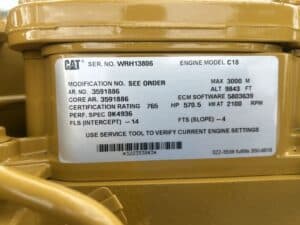 CAT SER. NO. WRH13806 ENGINE MODEL C18
MODIFICATION NO. SEE ORDER MAX 3000 M
AR. NO. 3591886 ALT 9843 FT
CORE AR. 3591886 ECM SOFTWARE 5803639
CERTIFICATION RATING 765 HP 570.5 kW AT 2100 RPM
PERF. SPEC 0K4936
FLS (INTERCEPT) -14 FTS (SLOPE) -4
USE SERVICE TOOL TO VERIFY CURRENT ENGINE SETTINGS